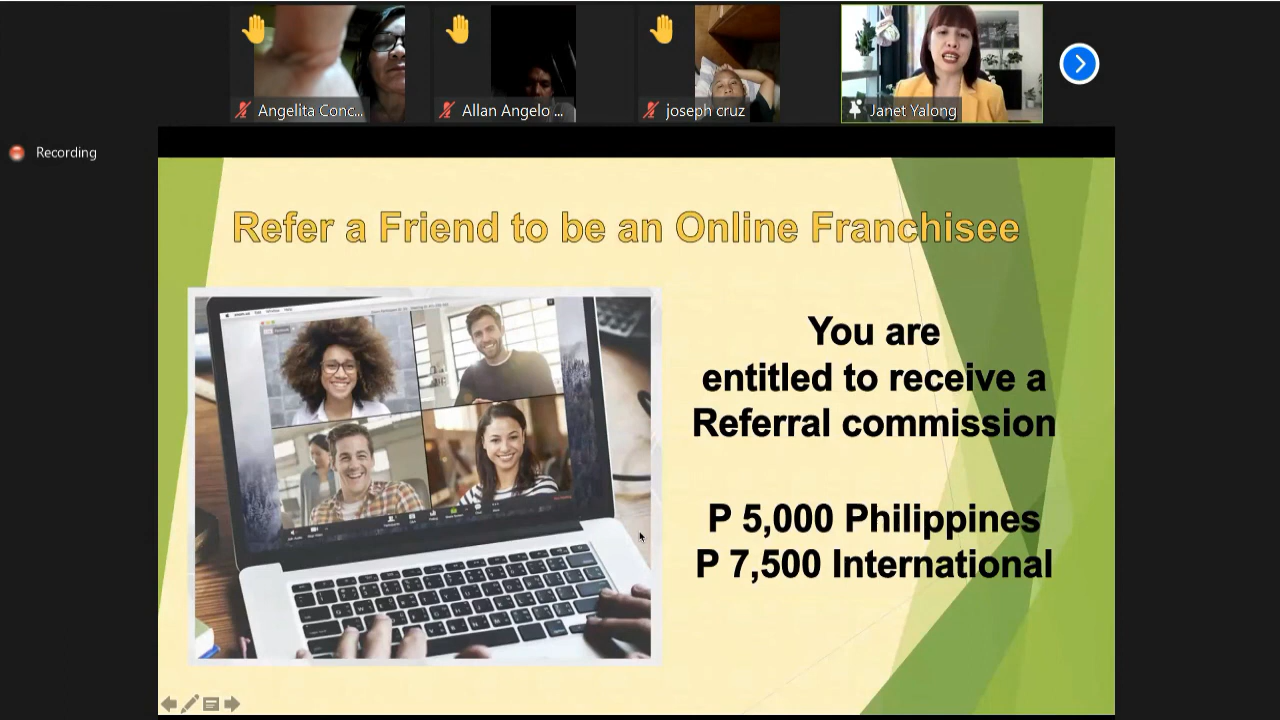 Angelita Conc...
Allan Angelo ...
joseph cruz
Janet Yalong
Recording
Refer a Friend to be an Online Franchisee
You are
entitled to receive a
Referral commission
P 5,000 Philippines
P 7,500 International